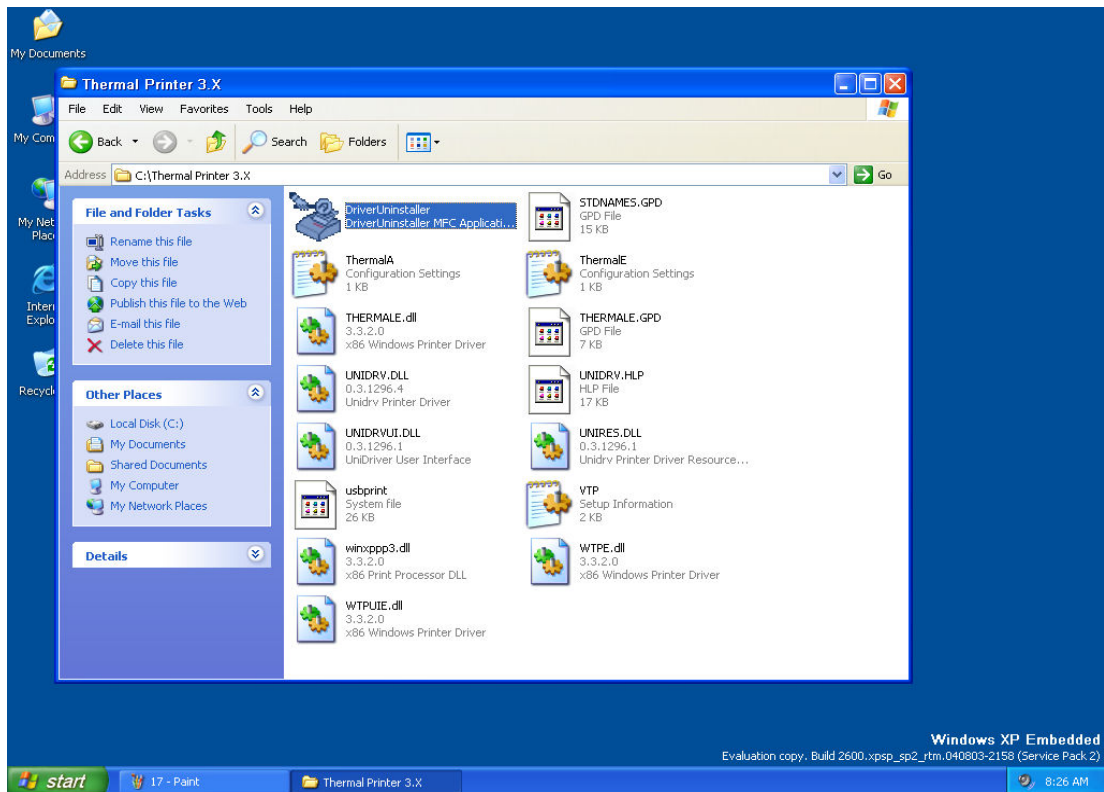 My Documents
Thermal Printer 3.X
File Edit View Favorites Tools Help
My Com
Back Search Folders
Address C:\Thermal Printer 3.X Go
File and Folder Tasks
Rename this file
Move this file
Copy this file
Publish this file to the Web
E-mail this file
Delete this file
My Net
Place
Intern
Explo
Recycle
Other Places
Local Disk (C:)
My Documents
Shared Documents
My Computer
My Network Places
Details
DriverUninstaller
DriverUninstaller MFC Applicati...
STDNAMES.GPD
GPD File
15 KB
ThermalA
Configuration Settings
1 KB
ThermalE
Configuration Settings
1 KB
THERMALE.dll
3.3.2.0
x86 Windows Printer Driver
THERMALE.GPD
GPD File
7 KB
UNIDRV.DLL
0.3.1296.4
Unidrv Printer Driver
UNIDRV.HLP
HLP File
17 KB
UNIDRVUI.DLL
0.3.1296.1
UniDriver User Interface
UNIRES.DLL
0.3.1296.1
Unidrv Printer Driver Resource...
usbprint
System file
26 KB
VTP
Setup Information
2 KB
winxppp3.dll
3.3.2.0
x86 Print Processor DLL
WTPE.dll
3.3.2.0
x86 Windows Printer Driver
WTPUIE.dll
3.3.2.0
x86 Windows Printer Driver
Windows XP Embedded
Evaluation copy. Build 2600.xpsp_sp2_rtm.040803-2158 (Service Pack 2)
start 17 - Paint Thermal Printer 3.X 8:26 AM